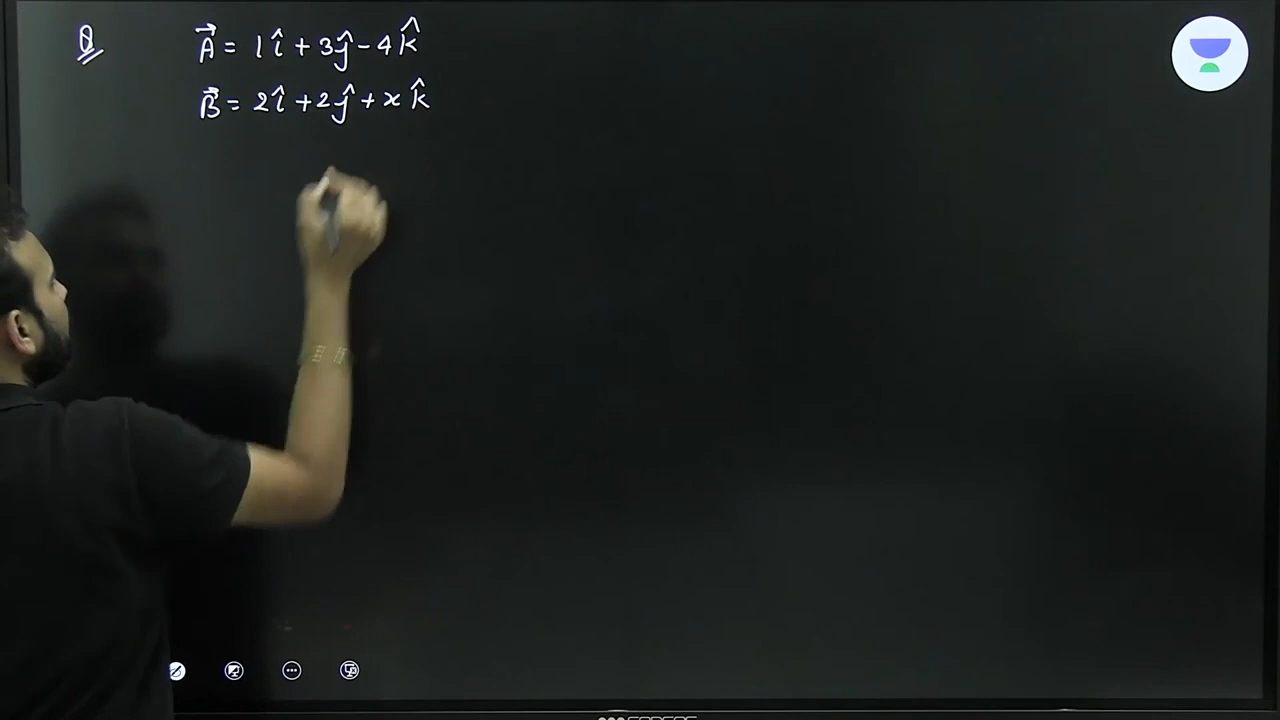 Q A⃗ = 1î + 3ĵ - 4k̂
B⃗ = 2î + 2ĵ + x k̂